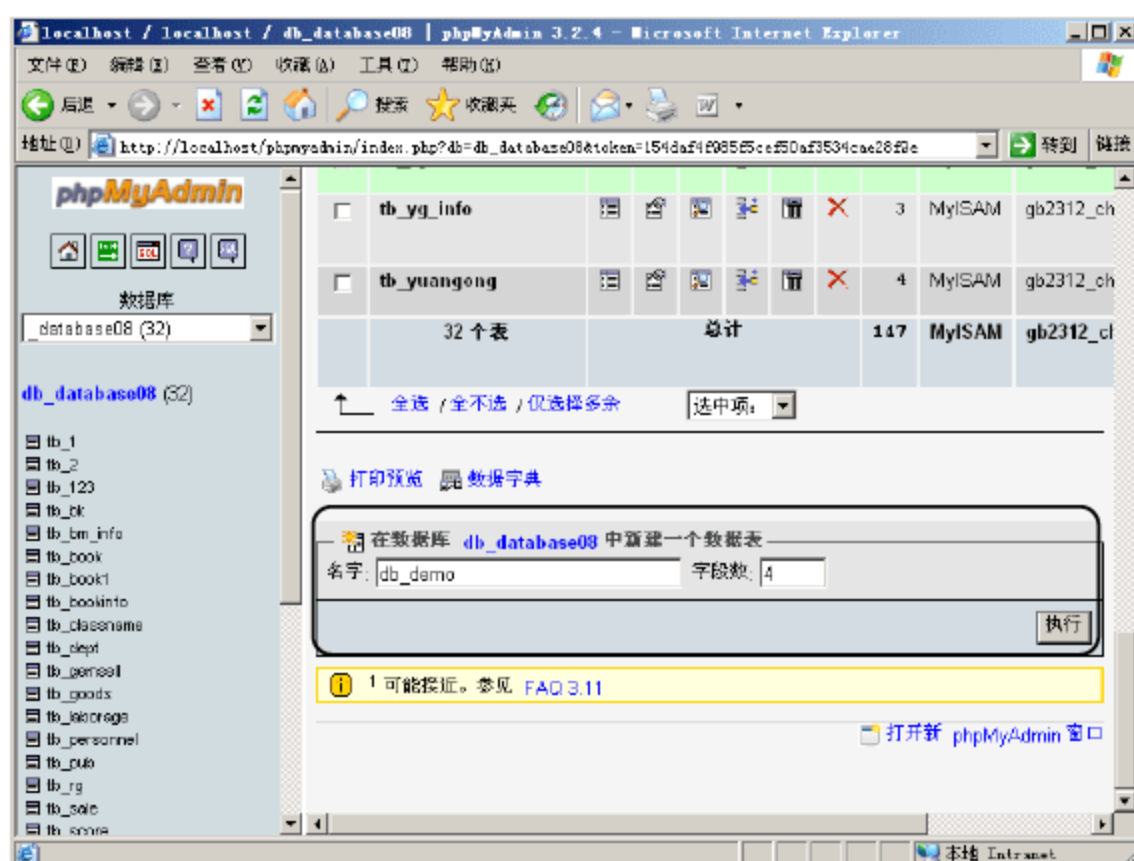 localhost / localhost / db_database08 | phpMyAdmin 3.2.4 - Microsoft Internet Explorer
文件(F) 编辑(E) 查看(V) 收藏(A) 工具(T) 帮助(H)
后退 搜索 收藏夹
地址(D) http://localhost/phpmyadmin/index.php?db=db_database08&token=154daf4f985f5cef50af3534cae28f9e 转到 链接
phpMyAdmin
数据库
_database08 (32)
db_database08 (32)
tb_1
tb_2
tb_123
tb_bk
tb_bm_info
tb_book
tb_book1
tb_bookinfo
tb_classname
tb_dept
tb_gemsell
tb_goods
tb_laborage
tb_personnel
tb_pub
tb_rg
tb_sale
tb_score
tb_yg_info 3 MyISAM gb2312_ch
tb_yuangong 4 MyISAM gb2312_ch
32 个表 总计 147 MyISAM gb2312_cl
全选 / 全不选 / 仅选择多余 选中项:
打印预览 数据字典
在数据库 db_database08 中新建一个数据表
名字: db_demo 字段数: 4
执行
1 可能接近。参见 FAQ 3.11
打开新 phpMyAdmin 窗口
本地 Intranet